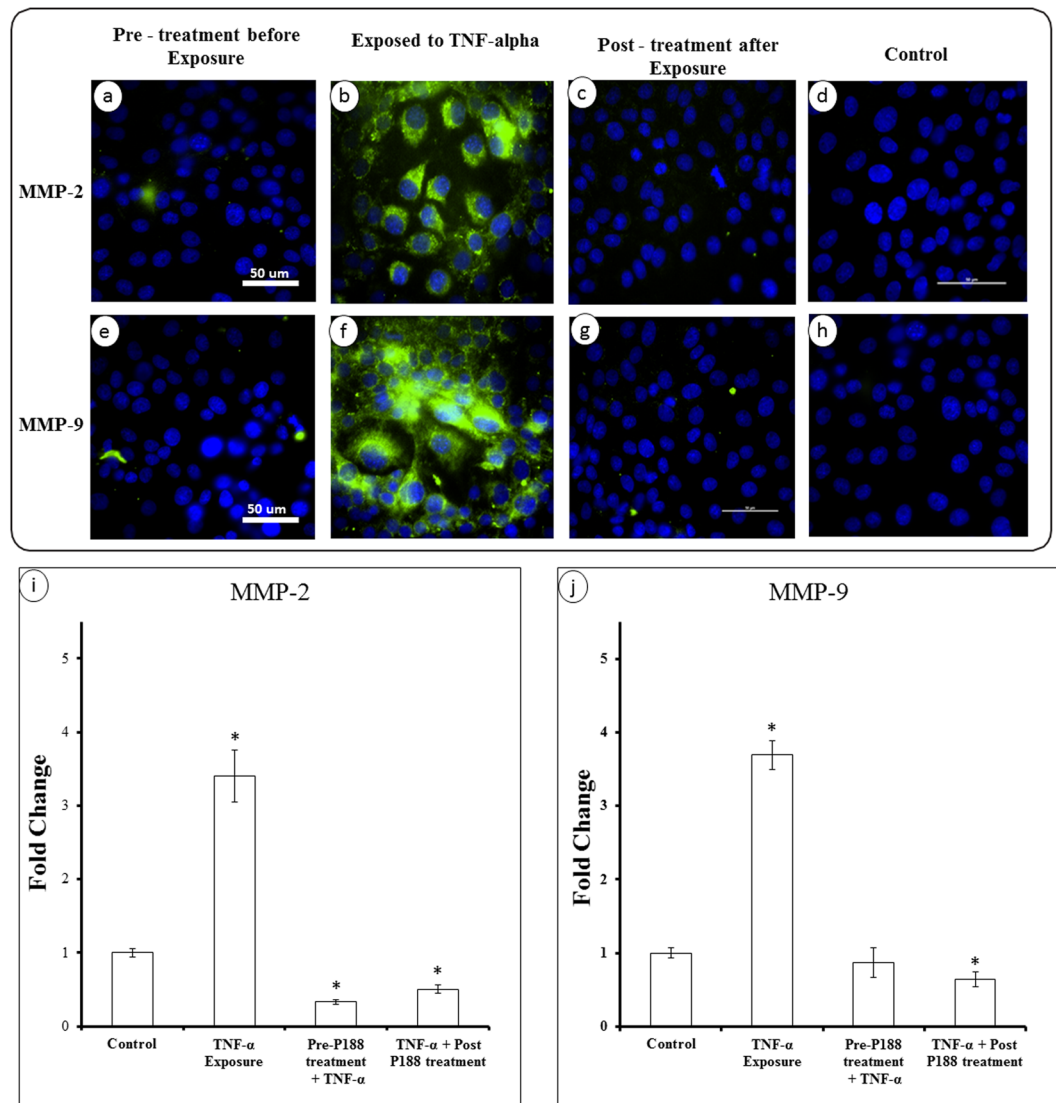 Pre - treatment before
Exposure
Exposed to TNF-alpha
Post - treatment after
Exposure
Control
MMP-2
a
50 um
b
c
d
MMP-9
e
50 um
f
g
h
i
MMP-2
Fold Change
5
4
3
2
1
0
*
*
*
Control
TNF-α
Exposure
Pre-P188
treatment
+ TNF-α
TNF-α + Post
P188 treatment
j
MMP-9
Fold Change
5
4
3
2
1
0
*
*
Control
TNF-α
Exposure
Pre-P188
treatment
+ TNF-α
TNF-α + Post
P188 treatment